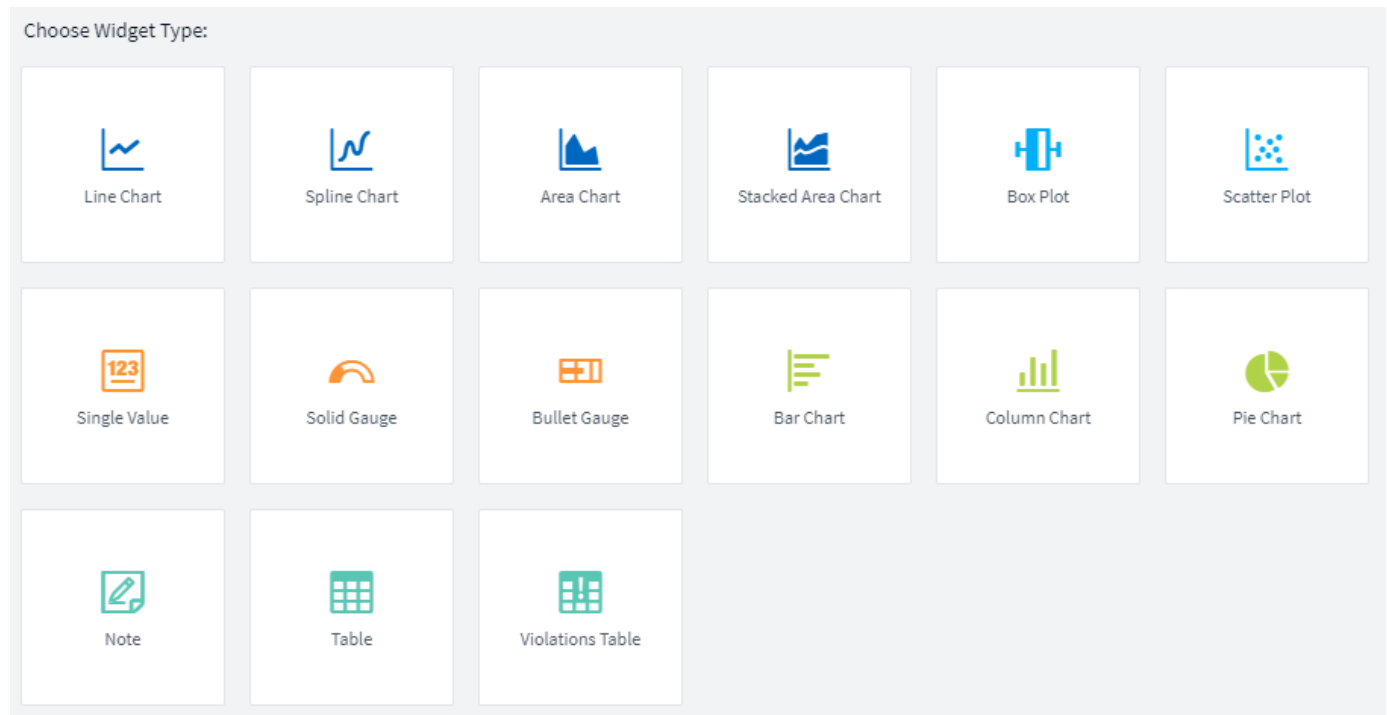 Choose Widget Type:
Line Chart
Spline Chart
Area Chart
Stacked Area Chart
Box Plot
Scatter Plot
123
Single Value
Solid Gauge
Bullet Gauge
Bar Chart
Column Chart
Pie Chart
Note
Table
!
Violations Table